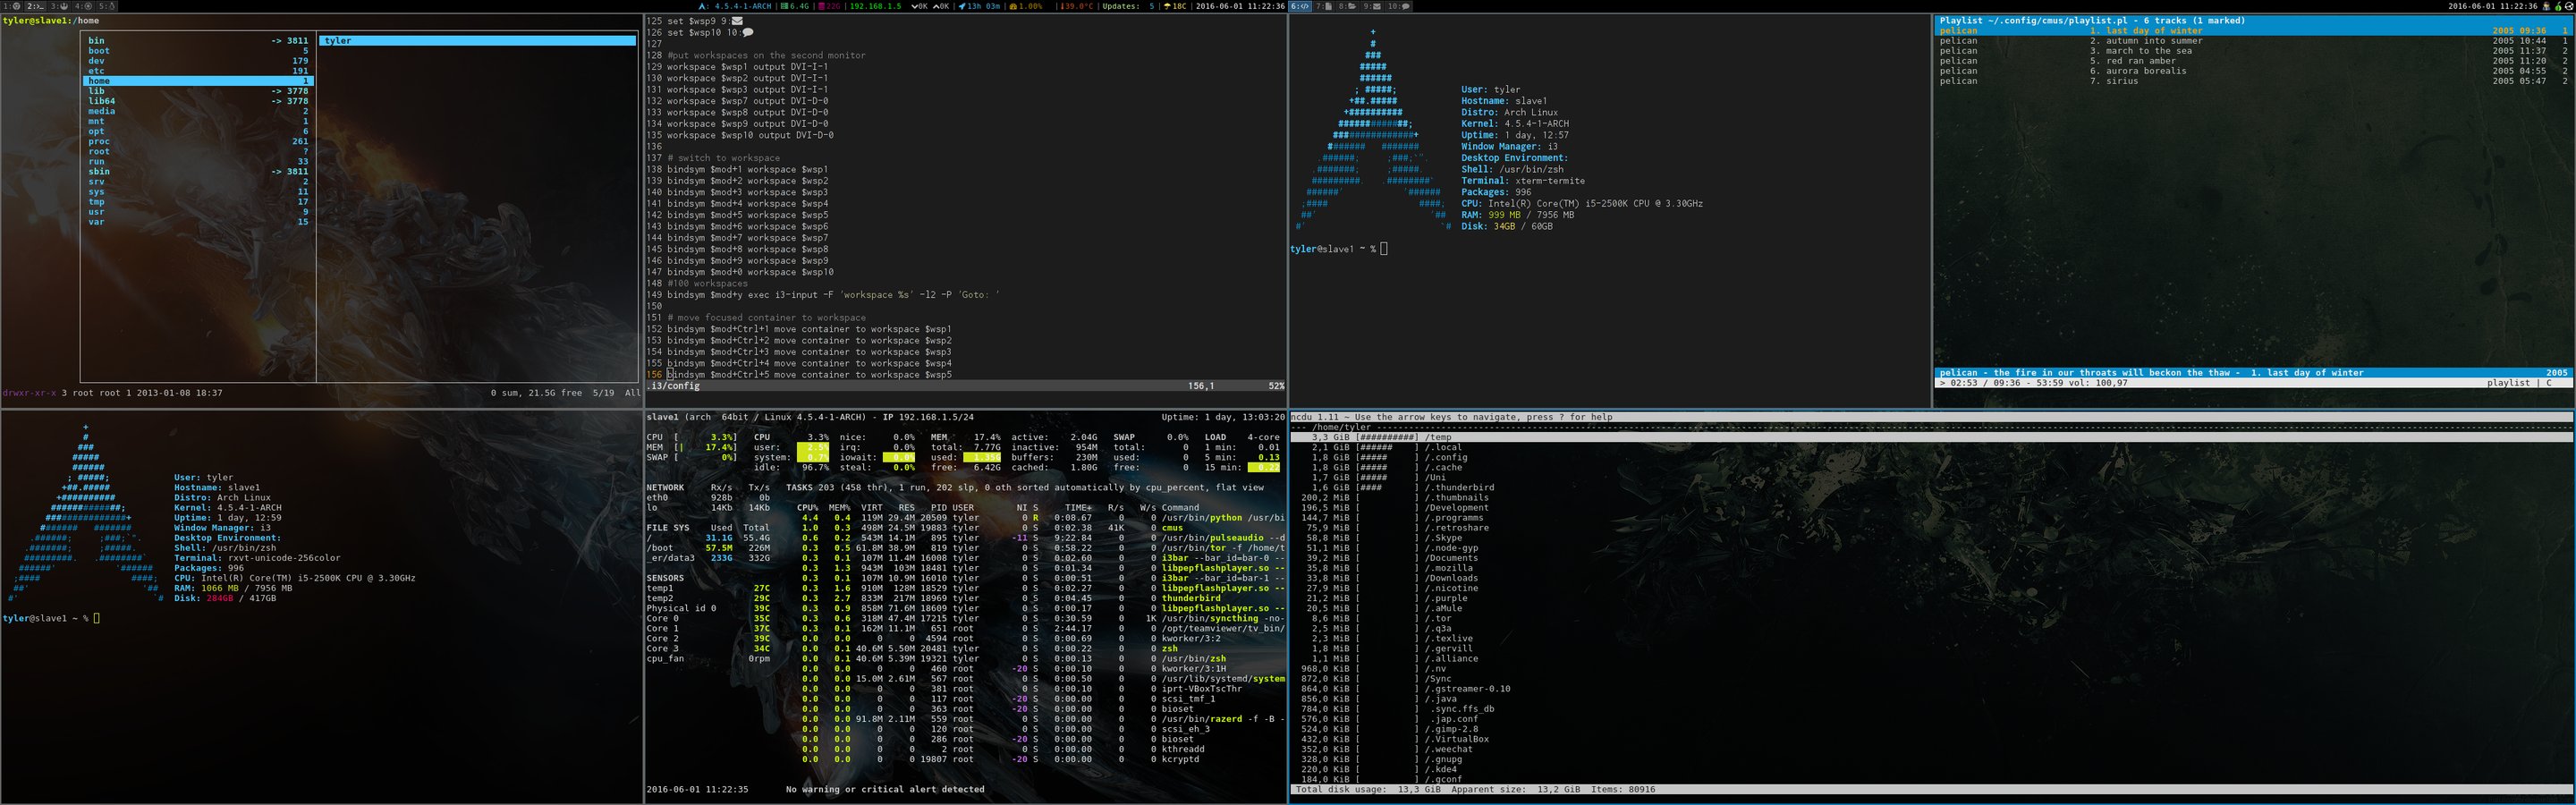 1: 2: 3: 4: 5: 4.5.4-1-ARCH 6.4G 22G 192.168.1.5 0K 0K 13h 03m 1.00% 39.0°C Updates: 5 18C 2016-06-01 11:22:36
6: 7: 8: 9: 10: 2016-06-01 11:22:36
tyler@slave1:/home
bin -> 3811
boot 5
dev 179
etc 191
home 1
lib -> 3778
lib64 -> 3778
media 2
mnt 1
opt 6
proc 261
root ?
run 33
sbin -> 3811
srv 2
sys 11
tmp 17
usr 9
var 15
tyler
drwxr-xr-x 3 root root 1 2013-01-08 18:37 0 sum, 21.5G free 5/19 All
125 set $wsp9 9:
126 set $wsp10 10:
127
128 #put workspaces on the second monitor
129 workspace $wsp1 output DVI-I-1
130 workspace $wsp2 output DVI-I-1
131 workspace $wsp3 output DVI-I-1
132 workspace $wsp7 output DVI-D-0
133 workspace $wsp8 output DVI-D-0
134 workspace $wsp9 output DVI-D-0
135 workspace $wsp10 output DVI-D-0
136
137 # switch to workspace
138 bindsym $mod+1 workspace $wsp1
139 bindsym $mod+2 workspace $wsp2
140 bindsym $mod+3 workspace $wsp3
141 bindsym $mod+4 workspace $wsp4
142 bindsym $mod+5 workspace $wsp5
143 bindsym $mod+6 workspace $wsp6
144 bindsym $mod+7 workspace $wsp7
145 bindsym $mod+8 workspace $wsp8
146 bindsym $mod+9 workspace $wsp9
147 bindsym $mod+0 workspace $wsp10
148 #100 workspaces
149 bindsym $mod+y exec i3-input -F 'workspace %s' -l2 -P 'Goto: '
150
151 # move focused container to workspace
152 bindsym $mod+Ctrl+1 move container to workspace $wsp1
153 bindsym $mod+Ctrl+2 move container to workspace $wsp2
154 bindsym $mod+Ctrl+3 move container to workspace $wsp3
155 bindsym $mod+Ctrl+4 move container to workspace $wsp4
156 bindsym $mod+Ctrl+5 move container to workspace $wsp5
.i3/config 156,1 52%
User: tyler
Hostname: slave1
Distro: Arch Linux
Kernel: 4.5.4-1-ARCH
Uptime: 1 day, 12:57
Window Manager: i3
Desktop Environment:
Shell: /usr/bin/zsh
Terminal: xterm-termite
Packages: 996
CPU: Intel(R) Core(TM) i5-2500K CPU @ 3.30GHz
RAM: 999 MB / 7956 MB
Disk: 34GB / 60GB
tyler@slave1 ~ %
Playlist ~/.config/cmus/playlist.pl - 6 tracks (1 marked)
pelican 1. last day of winter 2005 09:36 1
pelican 2. autumn into summer 2005 10:44 1
pelican 3. march to the sea 2005 11:37 2
pelican 5. red ran amber 2005 11:20 2
pelican 6. aurora borealis 2005 04:55 2
pelican 7. sirius 2005 05:47 2
pelican - the fire in our throats will beckon the thaw - 1. last day of winter 2005
> 02:53 / 09:36 - 53:59 vol: 100,97 playlist | C
User: tyler
Hostname: slave1
Distro: Arch Linux
Kernel: 4.5.4-1-ARCH
Uptime: 1 day, 12:59
Window Manager: i3
Desktop Environment:
Shell: /usr/bin/zsh
Terminal: rxvt-unicode-256color
Packages: 996
CPU: Intel(R) Core(TM) i5-2500K CPU @ 3.30GHz
RAM: 1066 MB / 7956 MB
Disk: 284GB / 417GB
tyler@slave1 ~ %
slave1 (arch 64bit / Linux 4.5.4-1-ARCH) - IP 192.168.1.5/24 Uptime: 1 day, 13:03:20
CPU [ 3.3%] CPU 3.3% nice: 0.0% MEM 17.4% active: 2.04G SWAP 0.0% LOAD 4-core
MEM [| 17.4%] user: 2.5% irq: 0.0% total: 7.77G inactive: 954M total: 0 1 min: 0.01
SWAP [ 0%] system: 0.7% iowait: 0.0% used: 1.35G buffers: 230M used: 0 5 min: 0.13
idle: 96.7% steal: 0.0% free: 6.42G cached: 1.80G free: 0 15 min: 0.22
NETWORK Rx/s Tx/s TASKS 203 (458 thr), 1 run, 202 slp, 0 oth sorted automatically by cpu_percent, flat view
eth0 928b 0b
lo 14Kb 14Kb CPU% MEM% VIRT RES PID USER NI S TIME+ R/s W/s Command
4.4 0.4 119M 29.4M 20509 tyler 0 R 0:08.67 0 0 /usr/bin/python /usr/bi
FILE SYS Used Total 1.0 0.3 498M 24.5M 19883 tyler 0 S 0:02.38 41K 0 cmus
/ 31.1G 55.4G 0.6 0.2 543M 14.1M 895 tyler -11 S 9:22.84 0 0 /usr/bin/pulseaudio --d
/boot 57.5M 226M 0.3 0.5 61.8M 38.9M 819 tyler 0 S 0:58.22 0 0 /usr/bin/tor -f /home/t
_er/data3 233G 332G 0.3 0.1 107M 11.4M 16008 tyler 0 S 0:02.60 0 0 i3bar --bar_id=bar-0 --
0.3 1.3 943M 103M 18481 tyler 0 S 0:01.34 0 0 libpepflashplayer.so --
SENSORS 0.3 0.1 107M 10.9M 16010 tyler 0 S 0:00.51 0 0 i3bar --bar_id=bar-1 --
temp1 27C 0.3 1.6 910M 128M 18529 tyler 0 S 0:06.27 0 0 libpepflashplayer.so --
temp2 29C 0.3 2.7 833M 217M 18969 tyler 0 S 0:04.45 0 0 thunderbird
Physical id 0 39C 0.3 0.9 858M 71.6M 18609 tyler 0 S 0:00.17 0 0 libpepflashplayer.so --
Core 0 35C 0.3 0.6 318M 47.4M 17215 tyler 0 S 0:30.59 0 1K /usr/bin/syncthing -no-
Core 1 37C 0.3 0.1 162M 11.1M 651 root 0 S 2:44.17 0 0 /opt/teamviewer/tv_bin/
Core 2 39C 0.0 0.0 0 0 4594 root 0 S 0:00.69 0 0 kworker/3:2
Core 3 34C 0.0 0.1 40.6M 5.50M 20481 tyler 0 S 0:00.22 0 0 zsh
cpu_fan 0rpm 0.0 0.1 40.6M 5.39M 19321 tyler 0 S 0:00.13 0 0 /usr/bin/zsh
0.0 0.0 0 0 460 root -20 S 0:00.10 0 0 kworker/3:1H
0.0 0.0 15.0M 2.61M 567 root 0 S 0:00.50 0 0 /usr/lib/systemd/system
0.0 0.0 0 0 381 root 0 S 0:00.00 0 0 iprt-VBoxTscThr
0.0 0.0 0 0 117 root -20 S 0:00.00 0 0 scsi_tmf_1
0.0 0.0 0 0 363 root -20 S 0:00.00 0 0 bioset
0.0 0.0 91.8M 2.11M 559 root 0 S 0:00.00 0 0 /usr/bin/razerd -f -B -
0.0 0.0 0 0 120 root 0 S 0:00.00 0 0 scsi_eh_3
0.0 0.0 0 0 286 root -20 S 0:00.00 0 0 bioset
0.0 0.0 0 0 2 root 0 S 0:00.00 0 0 kthreadd
0.0 0.0 0 0 19807 root -20 S 0:00.00 0 0 kcryptd
2016-06-01 11:22:35 No warning or critical alert detected
ncdu 1.11 ~ Use the arrow keys to navigate, press ? for help
--- /home/tyler ---
3,3 GiB [##########] /temp
2,1 GiB [###### ] /.local
1,8 GiB [##### ] /.config
1,8 GiB [##### ] /.cache
1,7 GiB [##### ] /Uni
1,6 GiB [#### ] /.thunderbird
200,2 MiB [ ] /.thumbnails
196,5 MiB [ ] /Development
144,7 MiB [ ] /.programms
75,9 MiB [ ] /.retroshare
58,8 MiB [ ] /.Skype
51,1 MiB [ ] /.node-gyp
39,2 MiB [ ] /Documents
35,8 MiB [ ] /.mozilla
33,8 MiB [ ] /Downloads
27,9 MiB [ ] /.nicotine
21,2 MiB [ ] /.purple
20,5 MiB [ ] /.aMule
8,6 MiB [ ] /.tor
2,5 MiB [ ] /.q3a
2,3 MiB [ ] /.texlive
1,8 MiB [ ] /.gervill
1,1 MiB [ ] /.alliance
968,0 KiB [ ] /.nv
872,0 KiB [ ] /Sync
864,0 KiB [ ] /.gstreamer-0.10
856,0 KiB [ ] /.java
784,0 KiB [ ] .sync.ffs_db
576,0 KiB [ ] .jap.conf
524,0 KiB [ ] /.gimp-2.8
432,0 KiB [ ] /.VirtualBox
352,0 KiB [ ] /.weechat
328,0 KiB [ ] /.gnupg
220,0 KiB [ ] /.kde4
184,0 KiB [ ] /.gconf
Total disk usage: 13,3 GiB Apparent size: 13,2 GiB Items: 80916